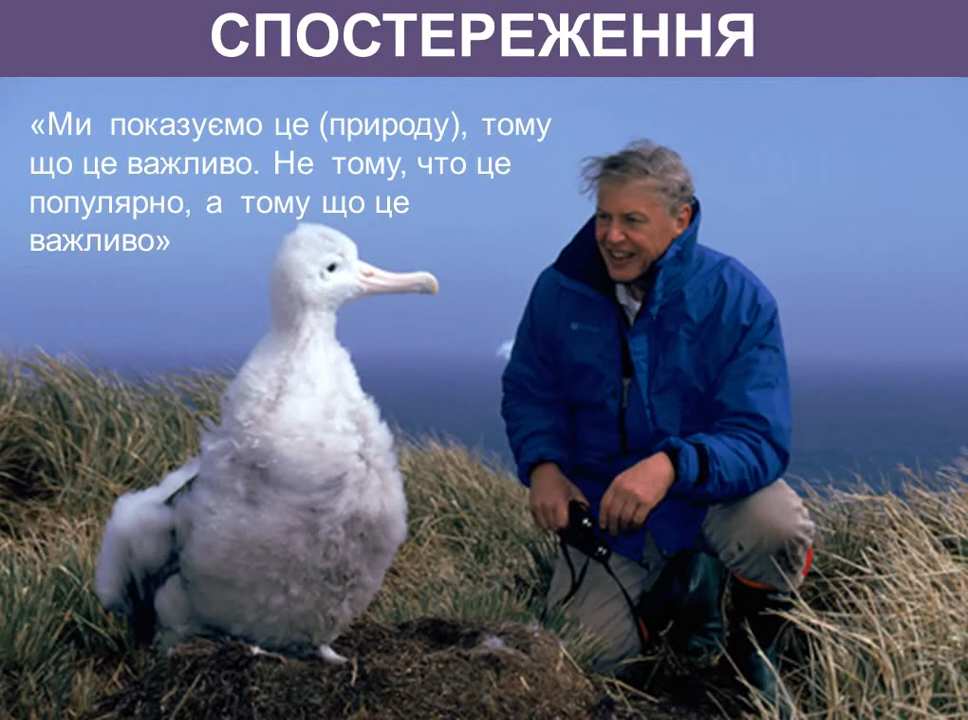 СПОСТЕРЕЖЕННЯ
«Ми показуємо це (природу), тому
що це важливо. Не тому, что це
популярно, а тому що це
важливо»